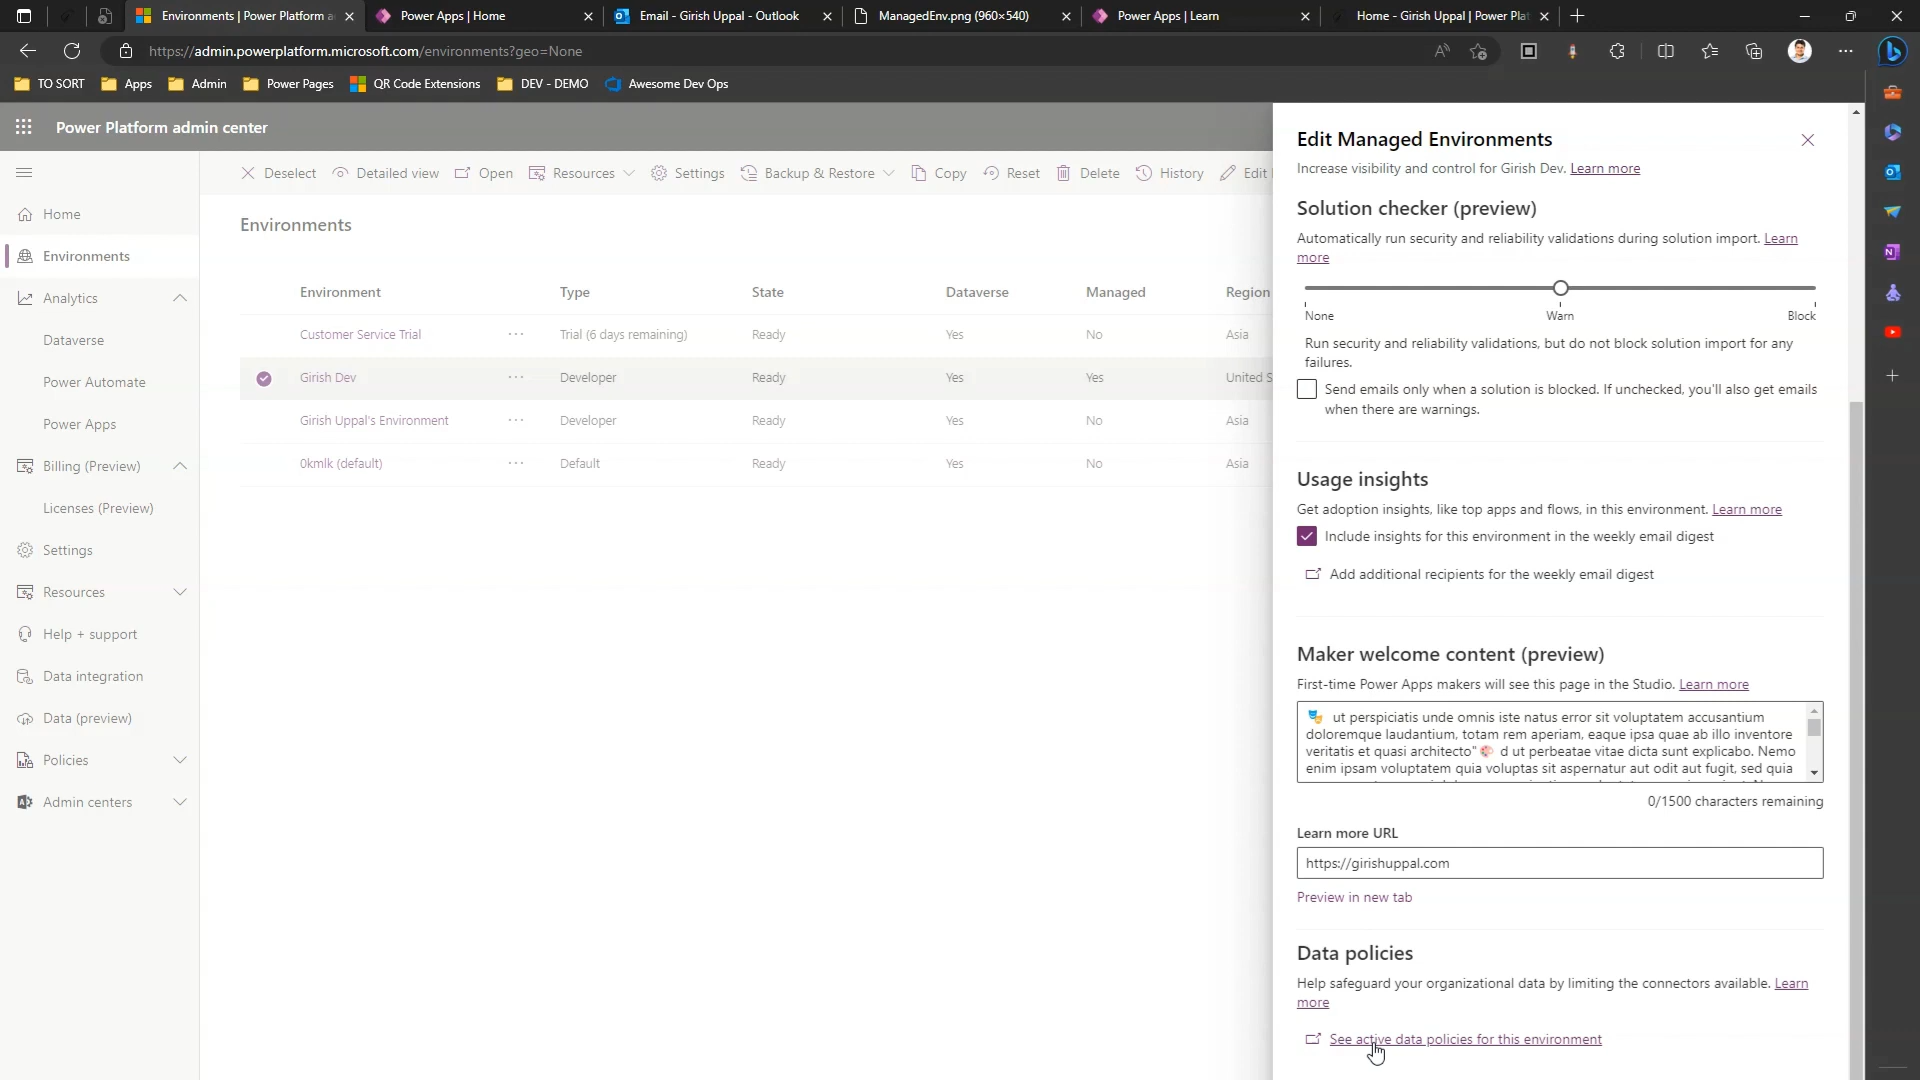 Environments | Power Platform a
Power Apps | Home
Email - Girish Uppal - Outlook
ManagedEnv.png (960×540)
Power Apps | Learn
Home - Girish Uppal | Power Plat
https://admin.powerplatform.microsoft.com/environments?geo=None
TO SORT
Apps
Admin
Power Pages
QR Code Extensions
DEV - DEMO
Awesome Dev Ops
Power Platform admin center
Home
Environments
Analytics
Dataverse
Power Automate
Power Apps
Billing (Preview)
Licenses (Preview)
Settings
Resources
Help + support
Data integration
Data (preview)
Policies
Admin centers
Deselect Detailed view Open Resources Settings Backup & Restore Copy Reset Delete History Edit
Environments
Environment Type State Dataverse Managed Region
Customer Service Trial ··· Trial (6 days remaining) Ready Yes No Asia
Girish Dev ··· Developer Ready Yes Yes United S
Girish Uppal's Environment ··· Developer Ready Yes No Asia
0kmlk (default) ··· Default Ready Yes No Asia
Edit Managed Environments
Increase visibility and control for Girish Dev. Learn more
Solution checker (preview)
Automatically run security and reliability validations during solution import. Learn
more
None Warn Block
Run security and reliability validations, but do not block solution import for any
failures.
Send emails only when a solution is blocked. If unchecked, you'll also get emails
when there are warnings.
Usage insights
Get adoption insights, like top apps and flows, in this environment. Learn more
Include insights for this environment in the weekly email digest
Add additional recipients for the weekly email digest
Maker welcome content (preview)
First-time Power Apps makers will see this page in the Studio. Learn more
🎭 ut perspiciatis unde omnis iste natus error sit voluptatem accusantium
doloremque laudantium, totam rem aperiam, eaque ipsa quae ab illo inventore
veritatis et quasi architecto"🎨 d ut perbeatae vitae dicta sunt explicabo. Nemo
enim ipsam voluptatem quia voluptas sit aspernatur aut odit aut fugit, sed quia
0/1500 characters remaining
Learn more URL
https://girishuppal.com
Preview in new tab
Data policies
Help safeguard your organizational data by limiting the connectors available. Learn
more
See active data policies for this environment